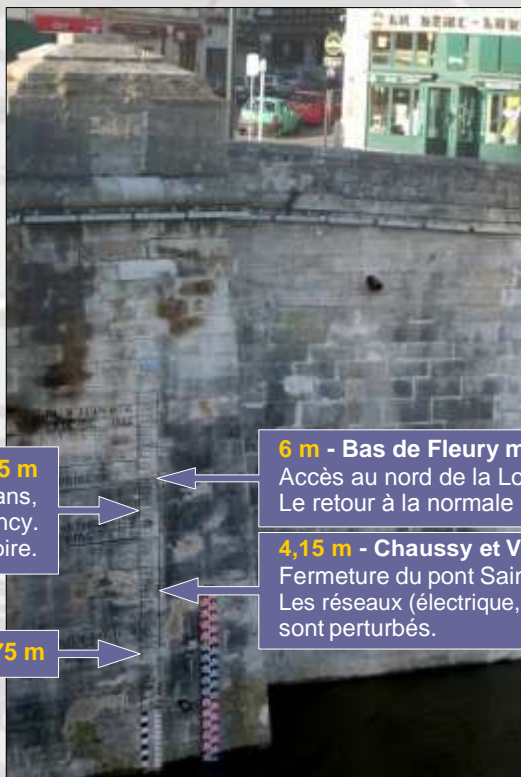 5 m
ans,
ncy.
oire.
75 m
6 m - Bas de Fleury m
Accès au nord de la Lo
Le retour à la normale
4,15 m - Chaussy et V
Fermeture du pont Sain
Les réseaux (électrique,
sont perturbés.